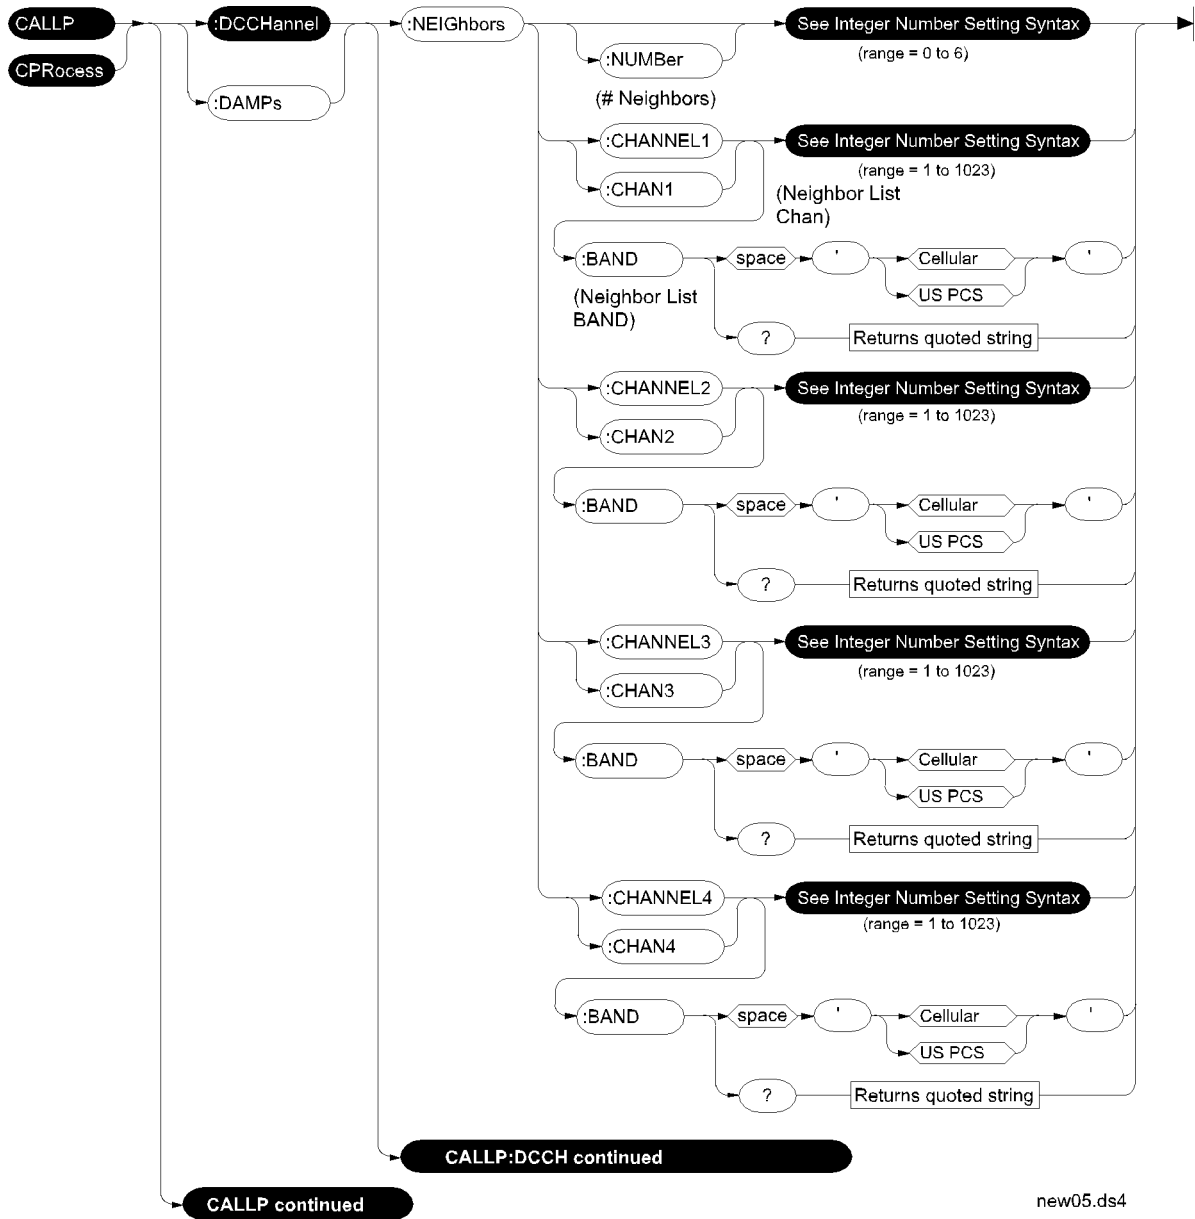 CALLP :DCCHannel :NEIGhbors See Integer Number Setting Syntax
(range = 0 to 6)
CPRocess :NUMBer
:DAMPs (# Neighbors)
:CHANNEL1 See Integer Number Setting Syntax
(range = 1 to 1023)
:CHAN1 (Neighbor List
Chan)
:BAND space ' Cellular '
(Neighbor List
BAND)
US PCS
? Returns quoted string
:CHANNEL2 See Integer Number Setting Syntax
(range = 1 to 1023)
:CHAN2
:BAND space ' Cellular '
US PCS
? Returns quoted string
:CHANNEL3 See Integer Number Setting Syntax
(range = 1 to 1023)
:CHAN3
:BAND space ' Cellular '
US PCS
? Returns quoted string
:CHANNEL4 See Integer Number Setting Syntax
(range = 1 to 1023)
:CHAN4
:BAND space ' Cellular '
US PCS
? Returns quoted string
CALLP:DCCH continued
CALLP continued
new05.ds4